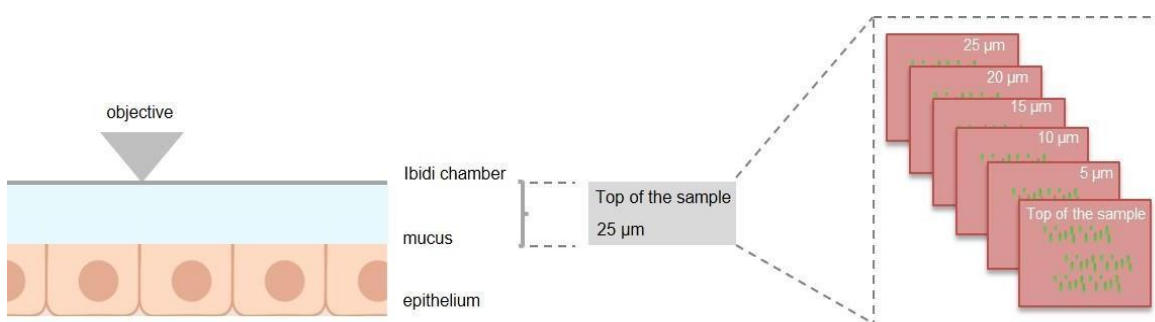 objective
Ibidi chamber
mucus
epithelium
Top of the sample
25 µm
25 µm
20 µm
15 µm
10 µm
5 µm
Top of the sample